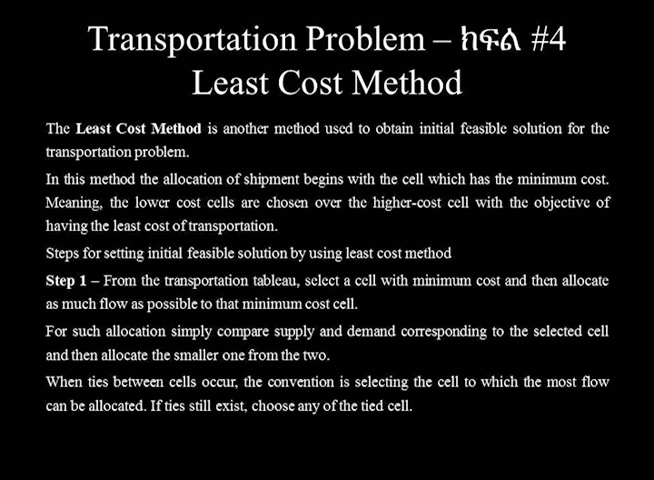 Transportation Problem – ክፍል #4
Least Cost Method
The Least Cost Method is another method used to obtain initial feasible solution for the
transportation problem.
In this method the allocation of shipment begins with the cell which has the minimum cost.
Meaning, the lower cost cells are chosen over the higher-cost cell with the objective of
having the least cost of transportation.
Steps for setting initial feasible solution by using least cost method
Step 1 – From the transportation tableau, select a cell with minimum cost and then allocate
as much flow as possible to that minimum cost cell.
For such allocation simply compare supply and demand corresponding to the selected cell
and then allocate the smaller one from the two.
When ties between cells occur, the convention is selecting the cell to which the most flow
can be allocated. If ties still exist, choose any of the tied cell.